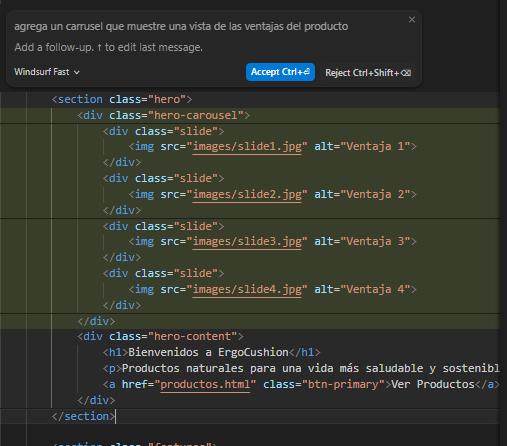 agrega un carrusel que muestre una vista de las ventajas del producto
Add a follow-up. ↑ to edit last message.
Windsurf Fast Accept Ctrl+⏎ Reject Ctrl+Shift+⌫
<section class="hero">
<div class="hero-carousel">
<div class="slide">
<img src="images/slide1.jpg" alt="Ventaja 1">
</div>
<div class="slide">
<img src="images/slide2.jpg" alt="Ventaja 2">
</div>
<div class="slide">
<img src="images/slide3.jpg" alt="Ventaja 3">
</div>
<div class="slide">
<img src="images/slide4.jpg" alt="Ventaja 4">
</div>
</div>
<div class="hero-content">
<h1>Bienvenidos a ErgoCushion</h1>
<p>Productos naturales para una vida más saludable y sostenibl
<a href="productos.html" class="btn-primary">Ver Productos</a>
</div>
</section>